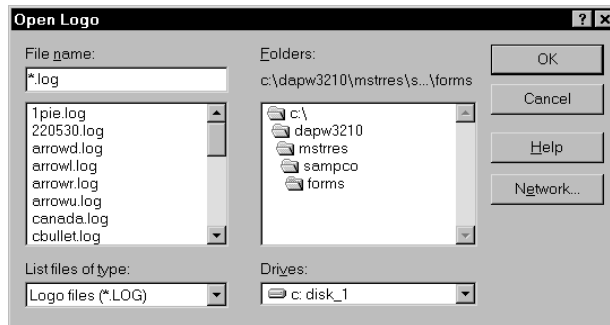 Open Logo
File name:
*.log
1pie.log
220530.log
arrowd.log
arrowl.log
arrowr.log
arrowu.log
canada.log
cbullet.log
List files of type:
Logo files (*.LOG)
Folders:
c:\dapw3210\mstrres\s...\forms
c:\
dapw3210
mstrres
sampco
forms
Drives:
c: disk_1
OK
Cancel
Help
Network...